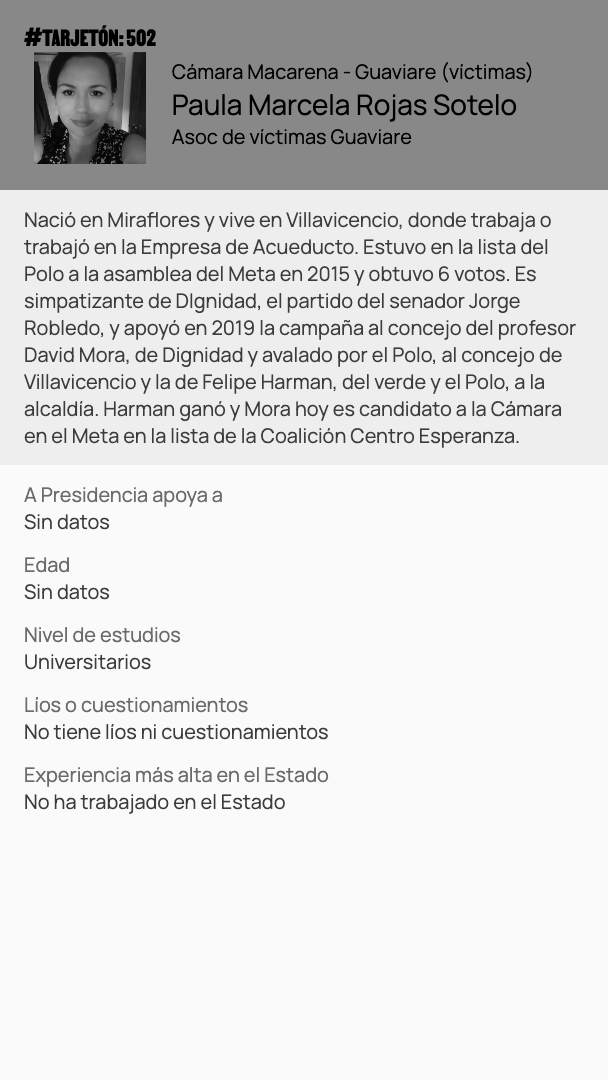 #TARJETÓN: 502
Cámara Macarena - Guaviare (víctimas)
Paula Marcela Rojas Sotelo
Asoc de víctimas Guaviare
Nació en Miraflores y vive en Villavicencio, donde trabaja o
trabajó en la Empresa de Acueducto. Estuvo en la lista del
Polo a la asamblea del Meta en 2015 y obtuvo 6 votos. Es
simpatizante de DIgnidad, el partido del senador Jorge
Robledo, y apoyó en 2019 la campaña al concejo del profesor
David Mora, de Dignidad y avalado por el Polo, al concejo de
Villavicencio y la de Felipe Harman, del verde y el Polo, a la
alcaldía. Harman ganó y Mora hoy es candidato a la Cámara
en el Meta en la lista de la Coalición Centro Esperanza.
A Presidencia apoya a
Sin datos
Edad
Sin datos
Nivel de estudios
Universitarios
Líos o cuestionamientos
No tiene líos ni cuestionamientos
Experiencia más alta en el Estado
No ha trabajado en el Estado